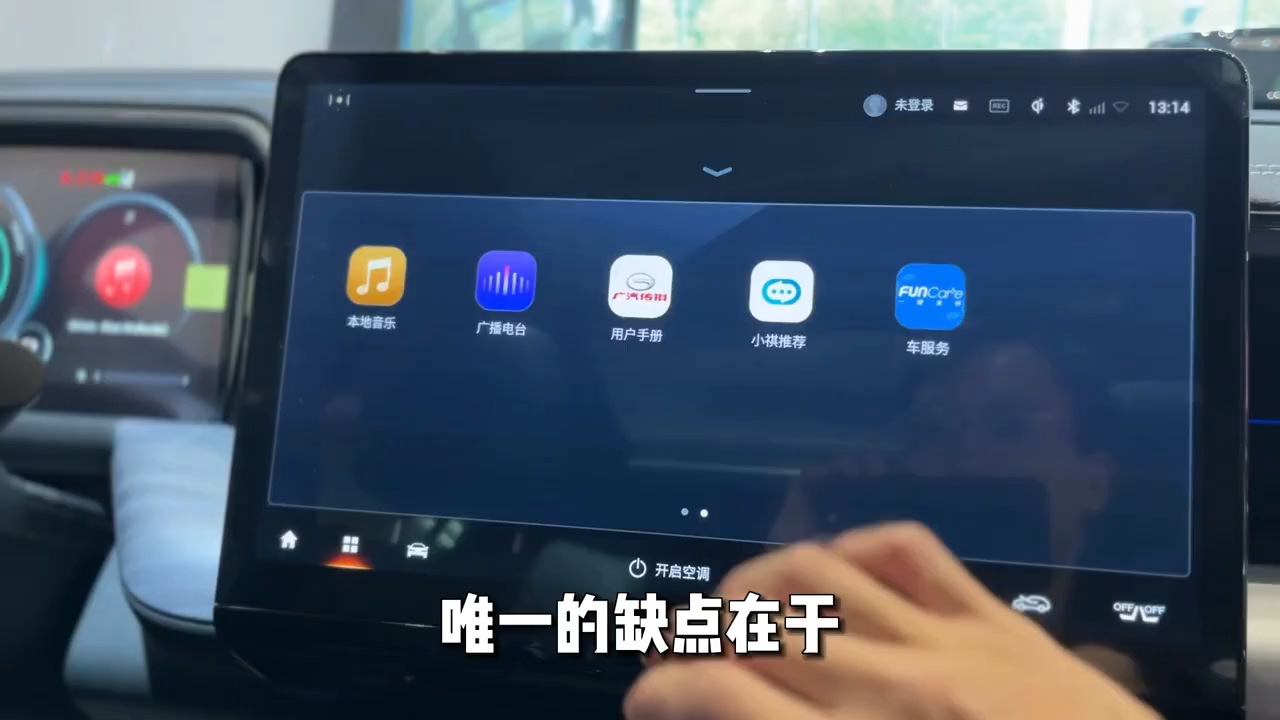 未登录
REC
13:14
本地音乐
广播电台
广汽传祺
用户手册
小祺推荐
FUNCare
车服务
开启空调
OFF OFF
唯一的缺点在于